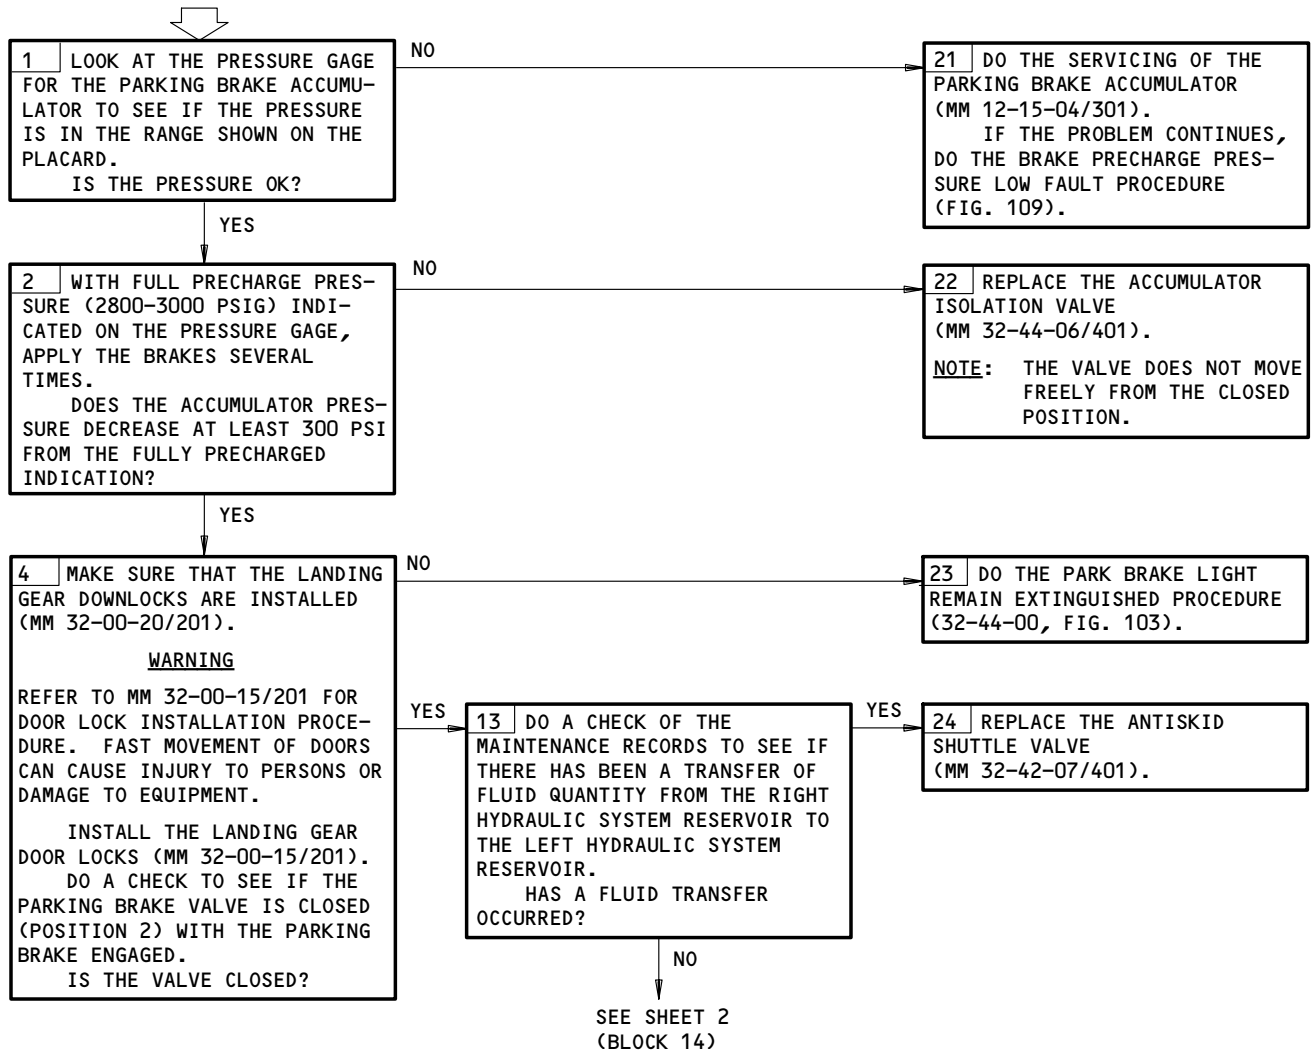 1 LOOK AT THE PRESSURE GAGE
FOR THE PARKING BRAKE ACCUMU-
LATOR TO SEE IF THE PRESSURE
IS IN THE RANGE SHOWN ON THE
PLACARD.
IS THE PRESSURE OK?
NO
21 DO THE SERVICING OF THE
PARKING BRAKE ACCUMULATOR
(MM 12-15-04/301).
IF THE PROBLEM CONTINUES,
DO THE BRAKE PRECHARGE PRES-
SURE LOW FAULT PROCEDURE
(FIG. 109).
YES
2 WITH FULL PRECHARGE PRES-
SURE (2800-3000 PSIG) INDI-
CATED ON THE PRESSURE GAGE,
APPLY THE BRAKES SEVERAL
TIMES.
DOES THE ACCUMULATOR PRES-
SURE DECREASE AT LEAST 300 PSI
FROM THE FULLY PRECHARGED
INDICATION?
NO
22 REPLACE THE ACCUMULATOR
ISOLATION VALVE
(MM 32-44-06/401).
NOTE: THE VALVE DOES NOT MOVE
FREELY FROM THE CLOSED
POSITION.
YES
4 MAKE SURE THAT THE LANDING
GEAR DOWNLOCKS ARE INSTALLED
(MM 32-00-20/201).
WARNING
REFER TO MM 32-00-15/201 FOR
DOOR LOCK INSTALLATION PROCE-
DURE. FAST MOVEMENT OF DOORS
CAN CAUSE INJURY TO PERSONS OR
DAMAGE TO EQUIPMENT.
INSTALL THE LANDING GEAR
DOOR LOCKS (MM 32-00-15/201).
DO A CHECK TO SEE IF THE
PARKING BRAKE VALVE IS CLOSED
(POSITION 2) WITH THE PARKING
BRAKE ENGAGED.
IS THE VALVE CLOSED?
NO
23 DO THE PARK BRAKE LIGHT
REMAIN EXTINGUISHED PROCEDURE
(32-44-00, FIG. 103).
YES
13 DO A CHECK OF THE
MAINTENANCE RECORDS TO SEE IF
THERE HAS BEEN A TRANSFER OF
FLUID QUANTITY FROM THE RIGHT
HYDRAULIC SYSTEM RESERVOIR TO
THE LEFT HYDRAULIC SYSTEM
RESERVOIR.
HAS A FLUID TRANSFER
OCCURRED?
YES
24 REPLACE THE ANTISKID
SHUTTLE VALVE
(MM 32-42-07/401).
NO
SEE SHEET 2
(BLOCK 14)